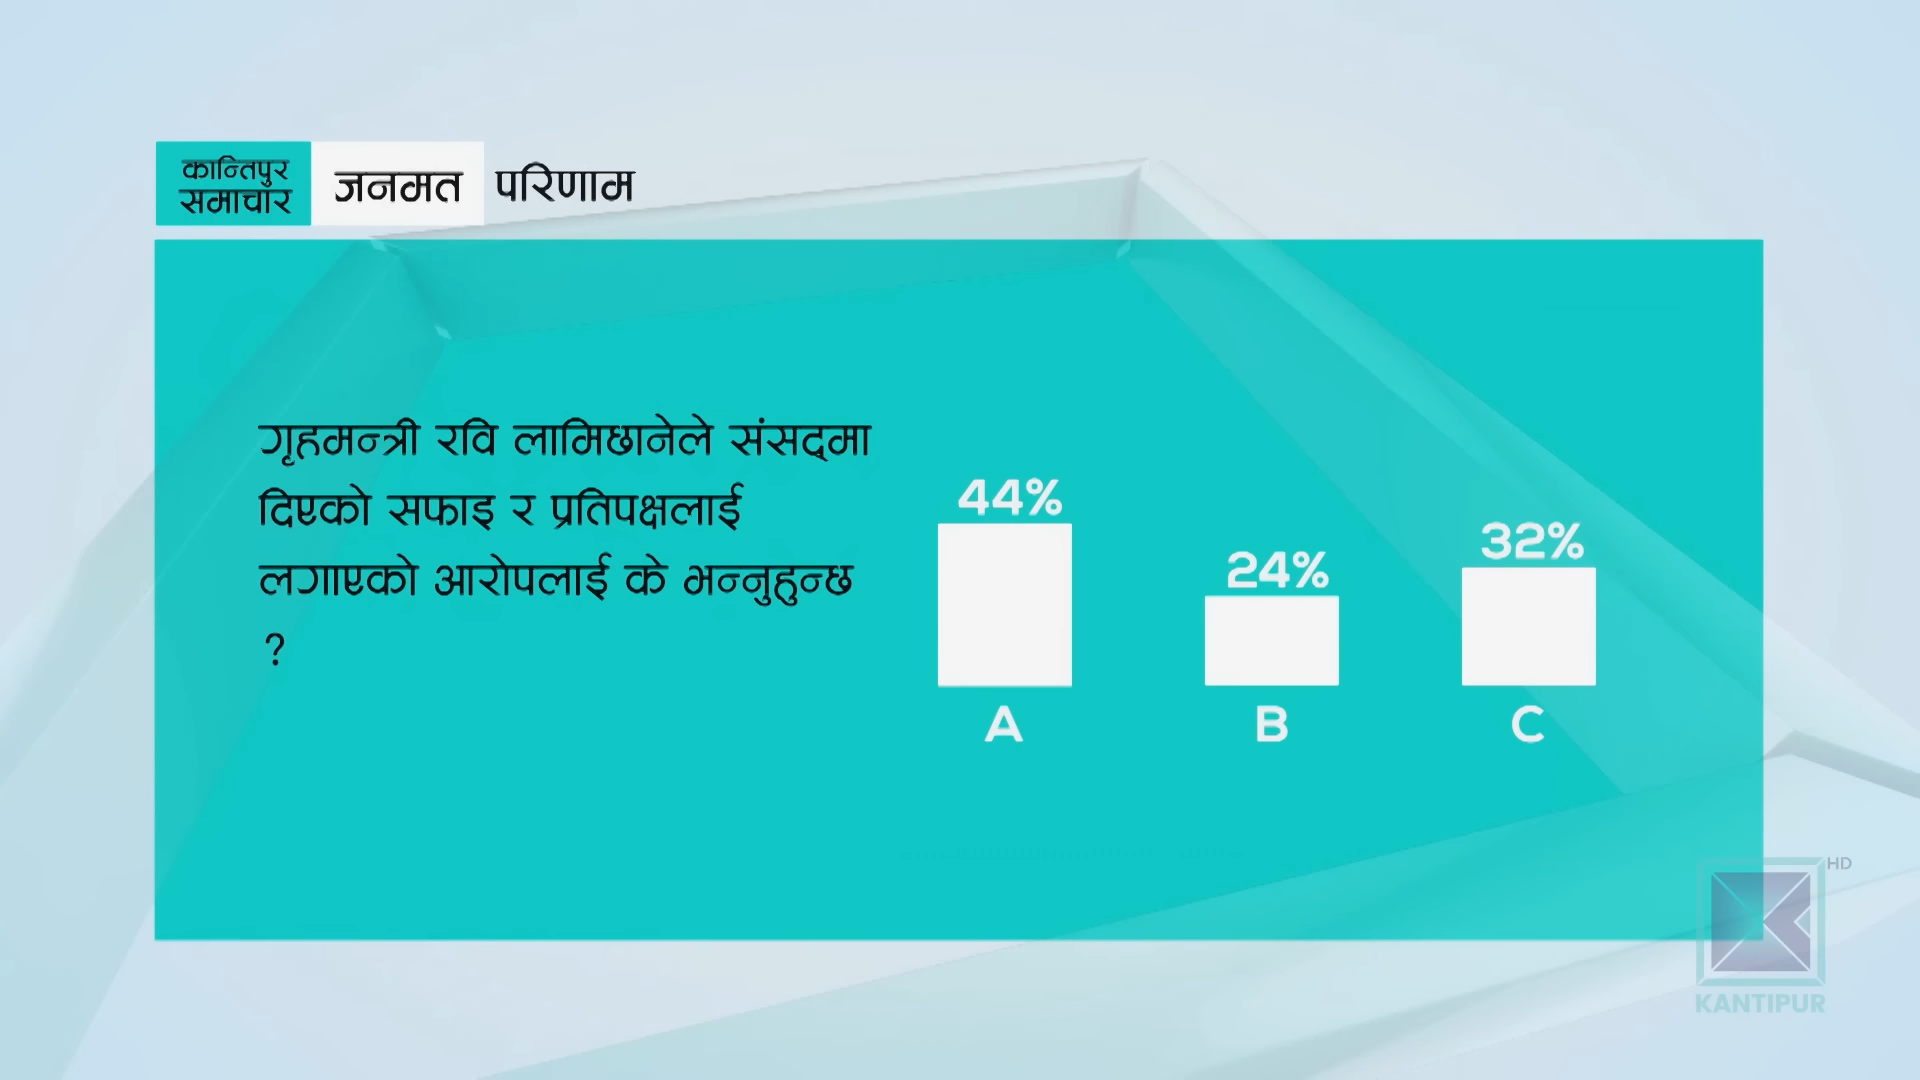 कान्तिपुर
समाचार
जनमत परिणाम
गृहमन्त्री रवि लामिछानेले संसद्मा
दिएको सफाइ र प्रतिपक्षलाई
लगाएको आरोपलाई के भन्नुहुन्छ
?
44%
24%
32%
A
B
C
HD
KANTIPUR